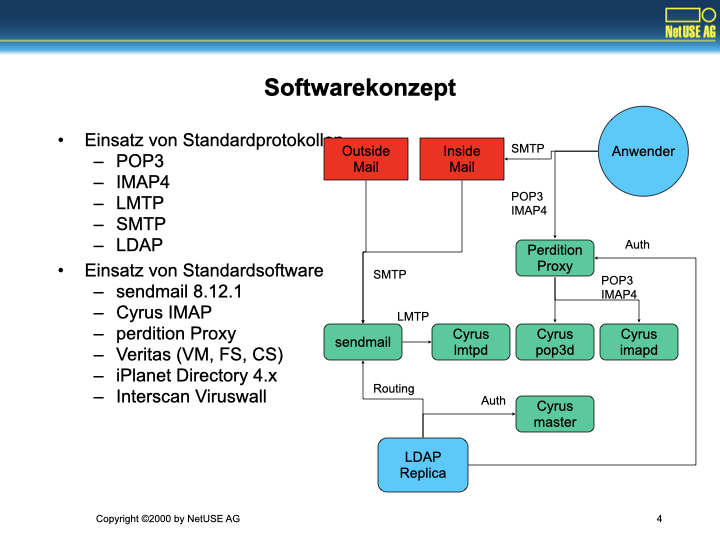 NetUSE AG
Softwarekonzept
• Einsatz von Standardprotokollen
– POP3
– IMAP4
– LMTP
– SMTP
– LDAP
• Einsatz von Standardsoftware
– sendmail 8.12.1
– Cyrus IMAP
– perdition Proxy
– Veritas (VM, FS, CS)
– iPlanet Directory 4.x
– Interscan Viruswall
Outside
Mail
Inside
Mail
SMTP
Anwender
POP3
IMAP4
Perdition
Proxy
Auth
SMTP
POP3
IMAP4
LMTP
sendmail
Cyrus
lmtpd
Cyrus
pop3d
Cyrus
imapd
Routing
Auth
Cyrus
master
LDAP
Replica
Copyright ©2000 by NetUSE AG
4